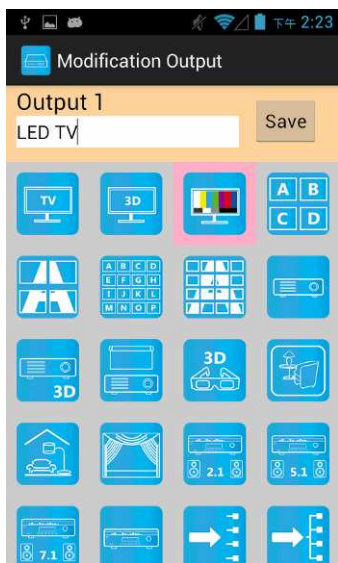 下午 2:23
Modification Output
Output 1
LED TV
Save
TV
3D
A B
C D
A B C D
E F G H
I J K L
M N O P
3D
3D
2.1
5.1
7.1